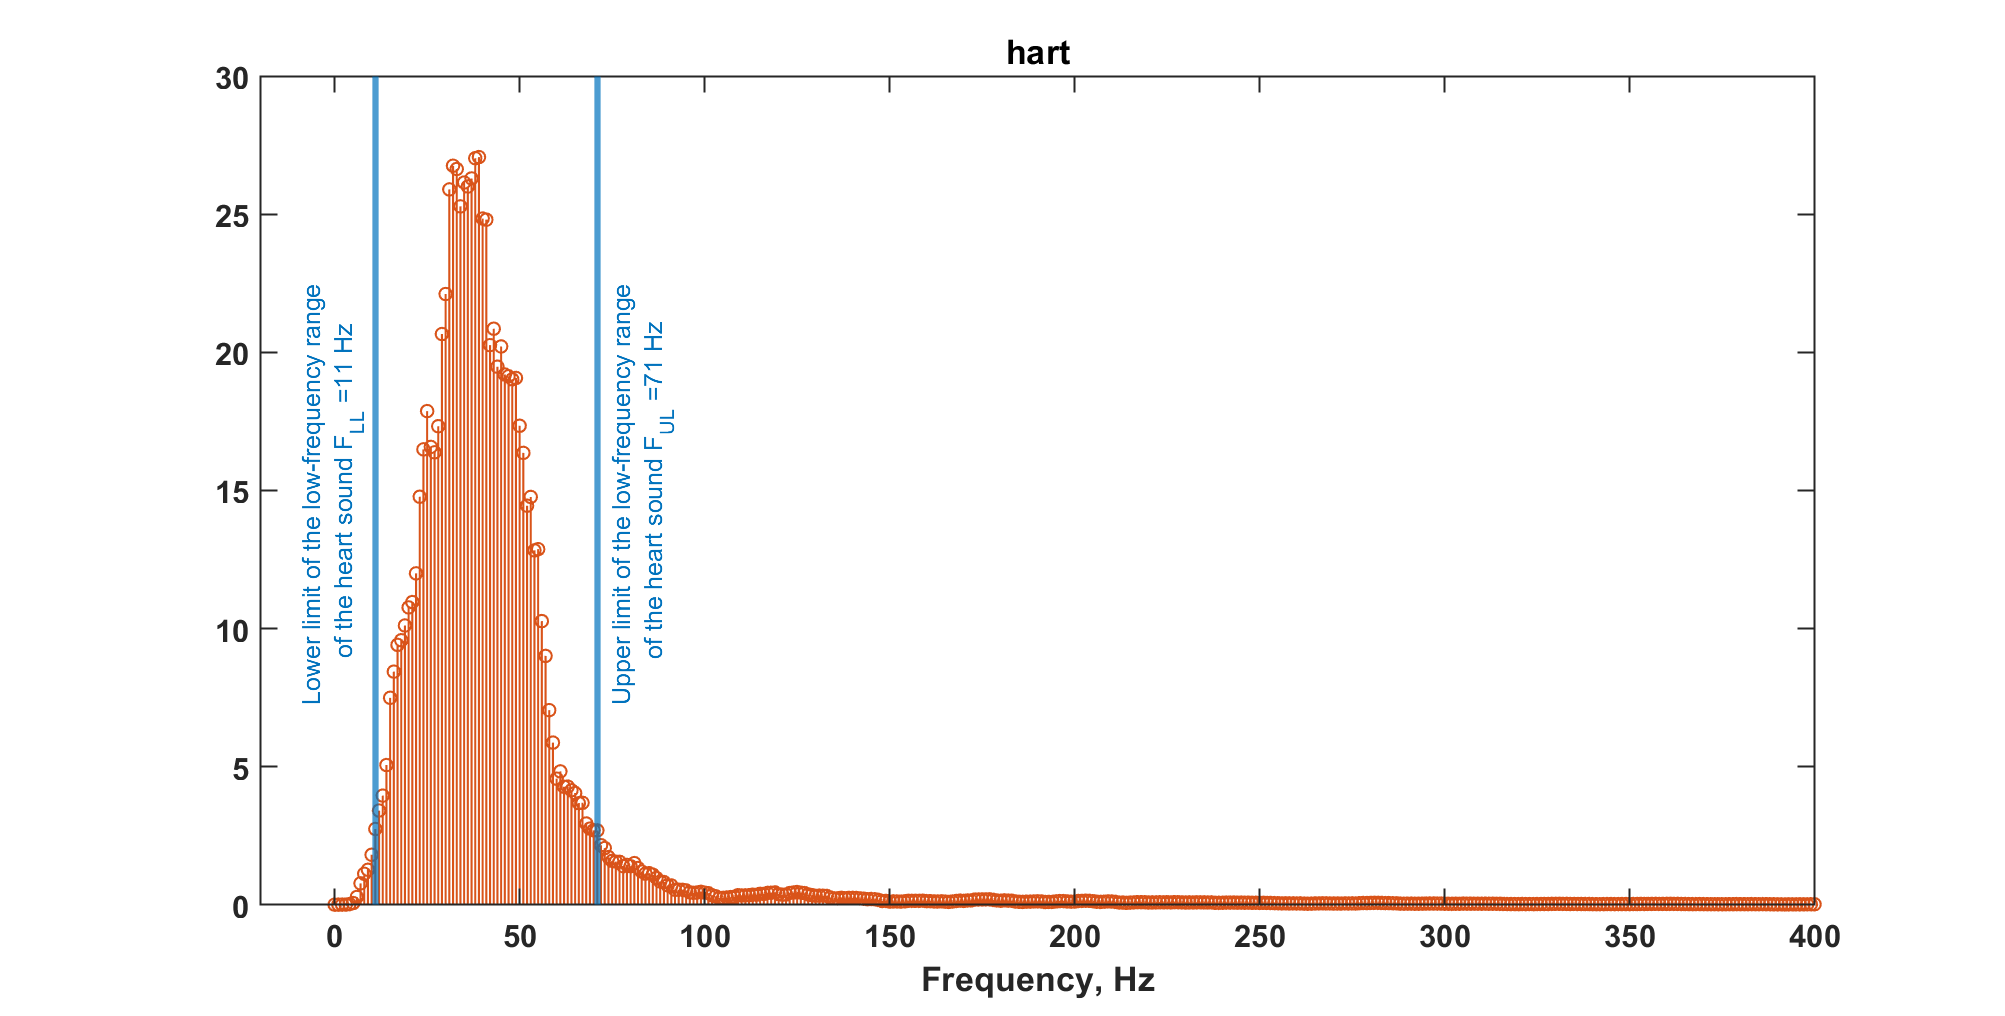 hart
30
25
20
15
10
5
0
Lower limit of the low-frequency range
of the heart sound F_LL =11 Hz
Upper limit of the low-frequency range
of the heart sound F_UL =71 Hz
0 50 100 150 200 250 300 350 400
Frequency, Hz